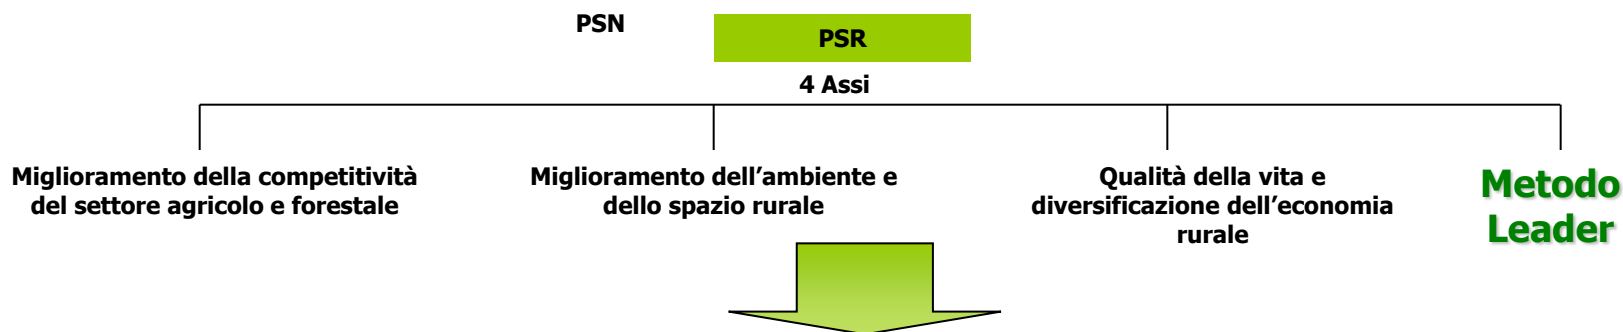 PSN
PSR
4 Assi
Miglioramento della competitività
del settore agricolo e forestale
Miglioramento dell’ambiente e
dello spazio rurale
Qualità della vita e
diversificazione dell’economia
rurale
Metodo
Leader